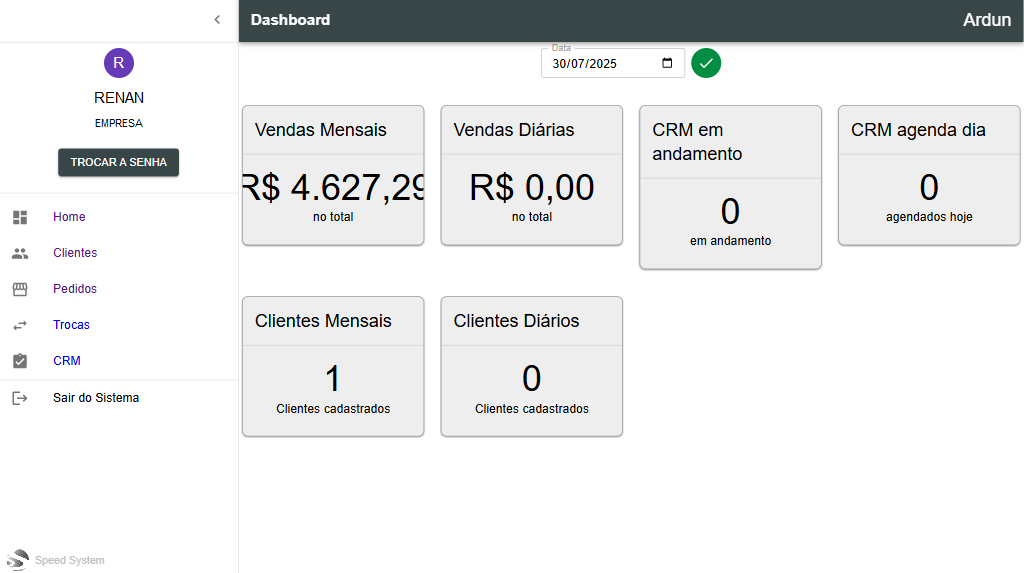 Dashboard
Ardun
R
RENAN
EMPRESA
TROCAR A SENHA
Home
Clientes
Pedidos
Trocas
CRM
Sair do Sistema
Speed System
Data
30/07/2025
Vendas Mensais
R$ 4.627,29
no total
Vendas Diárias
R$ 0,00
no total
CRM em
andamento
0
em andamento
CRM agenda dia
0
agendados hoje
Clientes Mensais
1
Clientes cadastrados
Clientes Diários
0
Clientes cadastrados